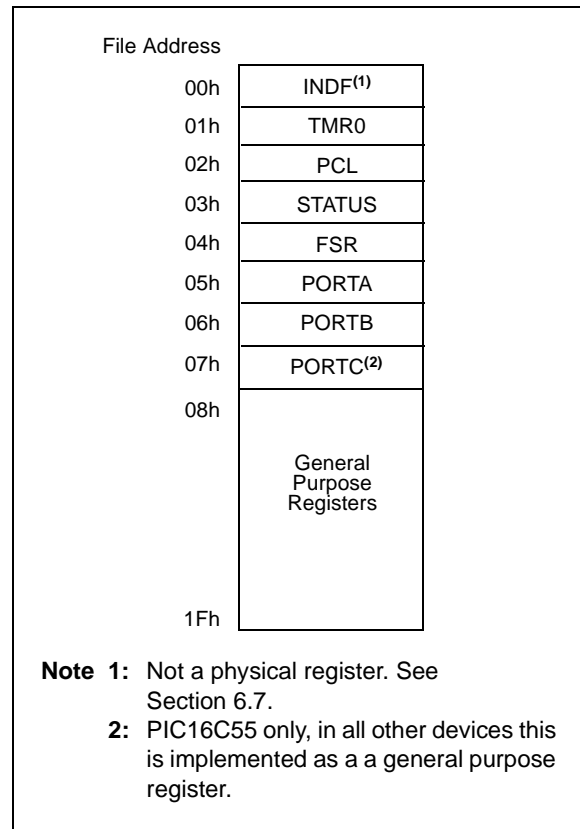 File Address
00h INDF(1)
01h TMR0
02h PCL
03h STATUS
04h FSR
05h PORTA
06h PORTB
07h PORTC(2)
08h
General
Purpose
Registers
1Fh
Note 1: Not a physical register. See
Section 6.7.
2: PIC16C55 only, in all other devices this
is implemented as a a general purpose
register.